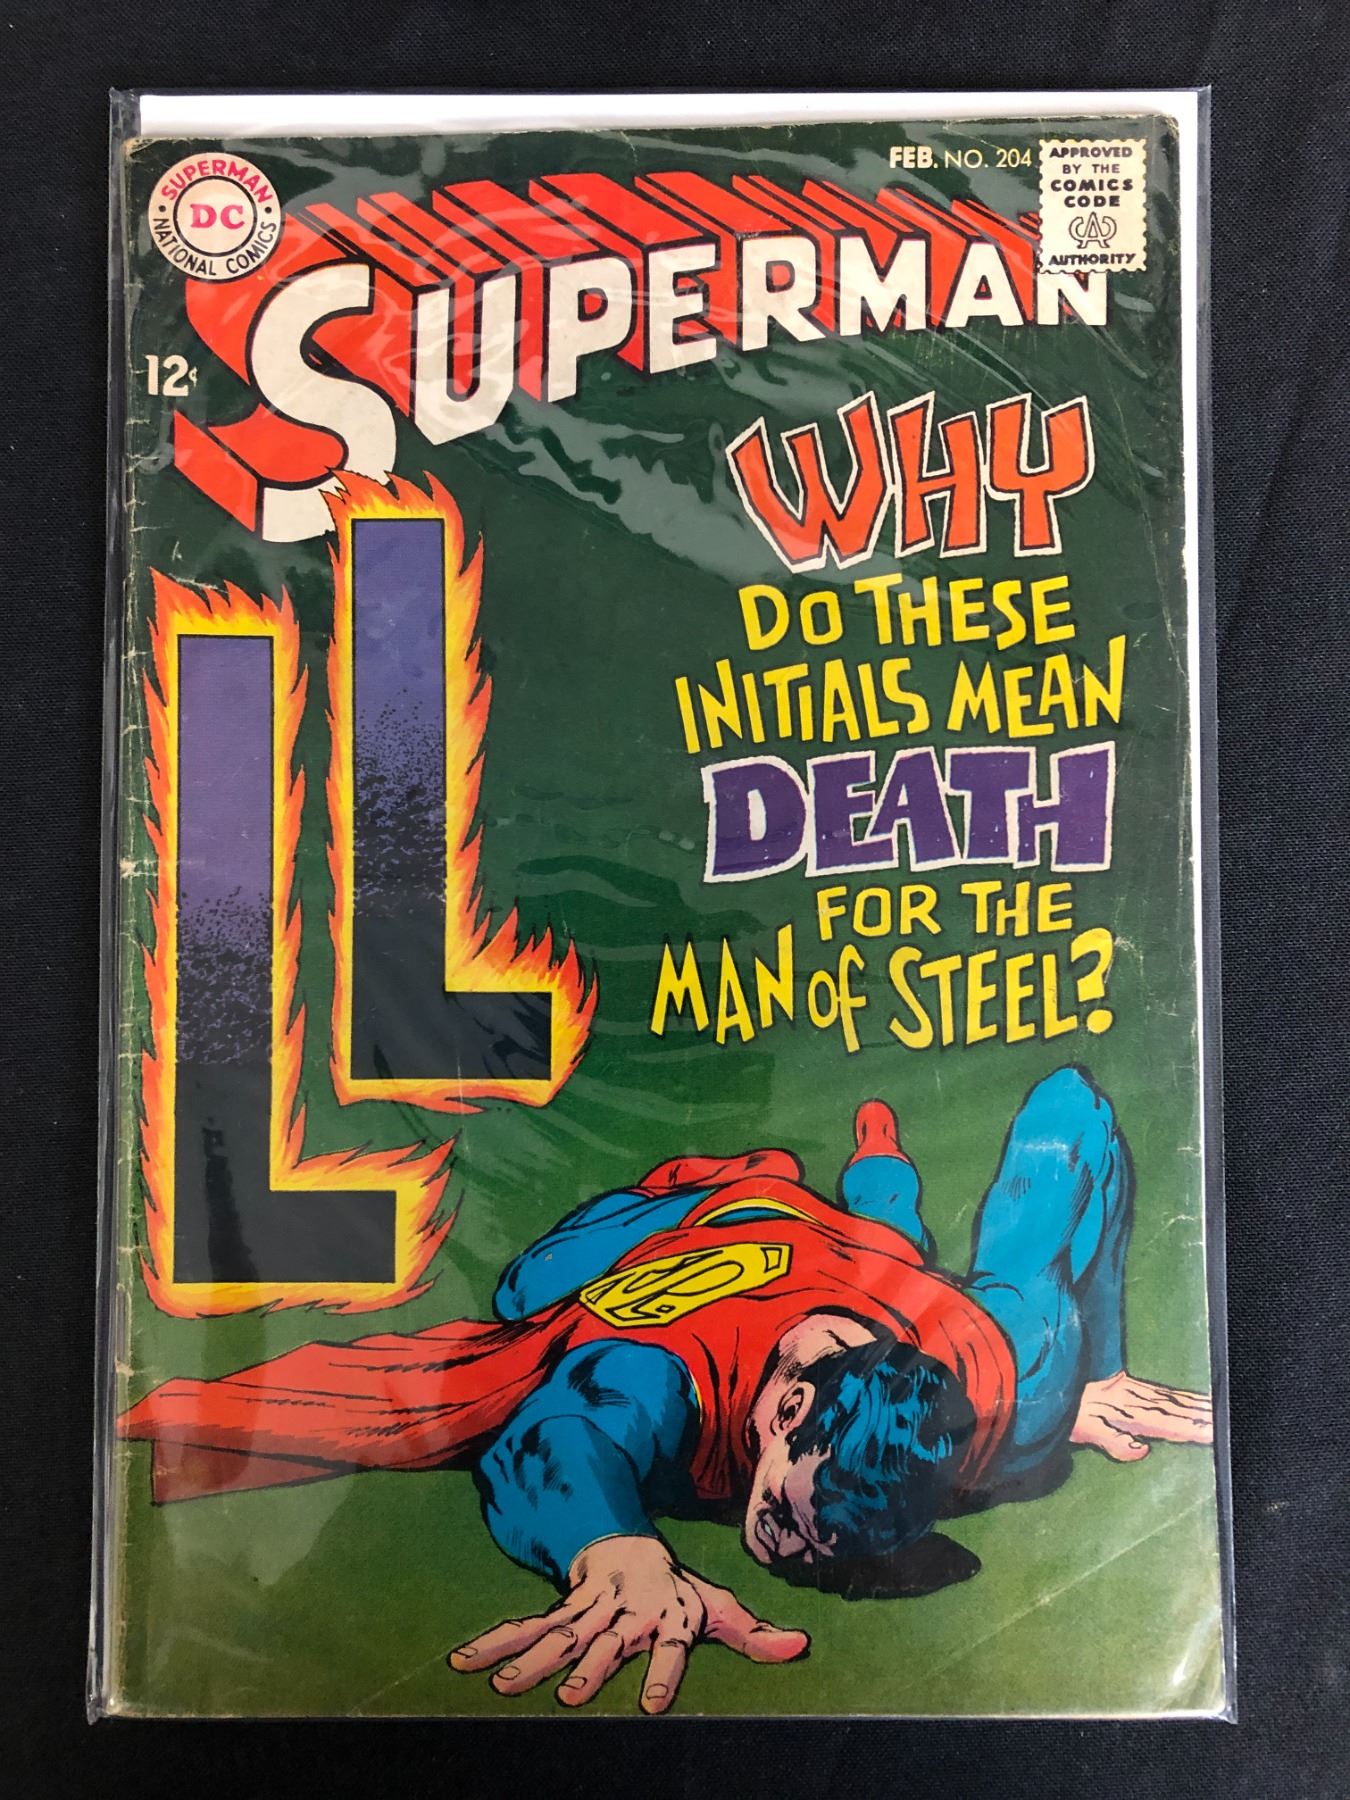 SUPERMAN
DC
NATIONAL COMICS
FEB. NO. 204
APPROVED
BY THE
COMICS
CODE
CA
AUTHORITY
SUPERMAN
12¢
WHY
DO THESE
INITIALS MEAN
DEATH
FOR THE
MAN OF STEEL?
LL